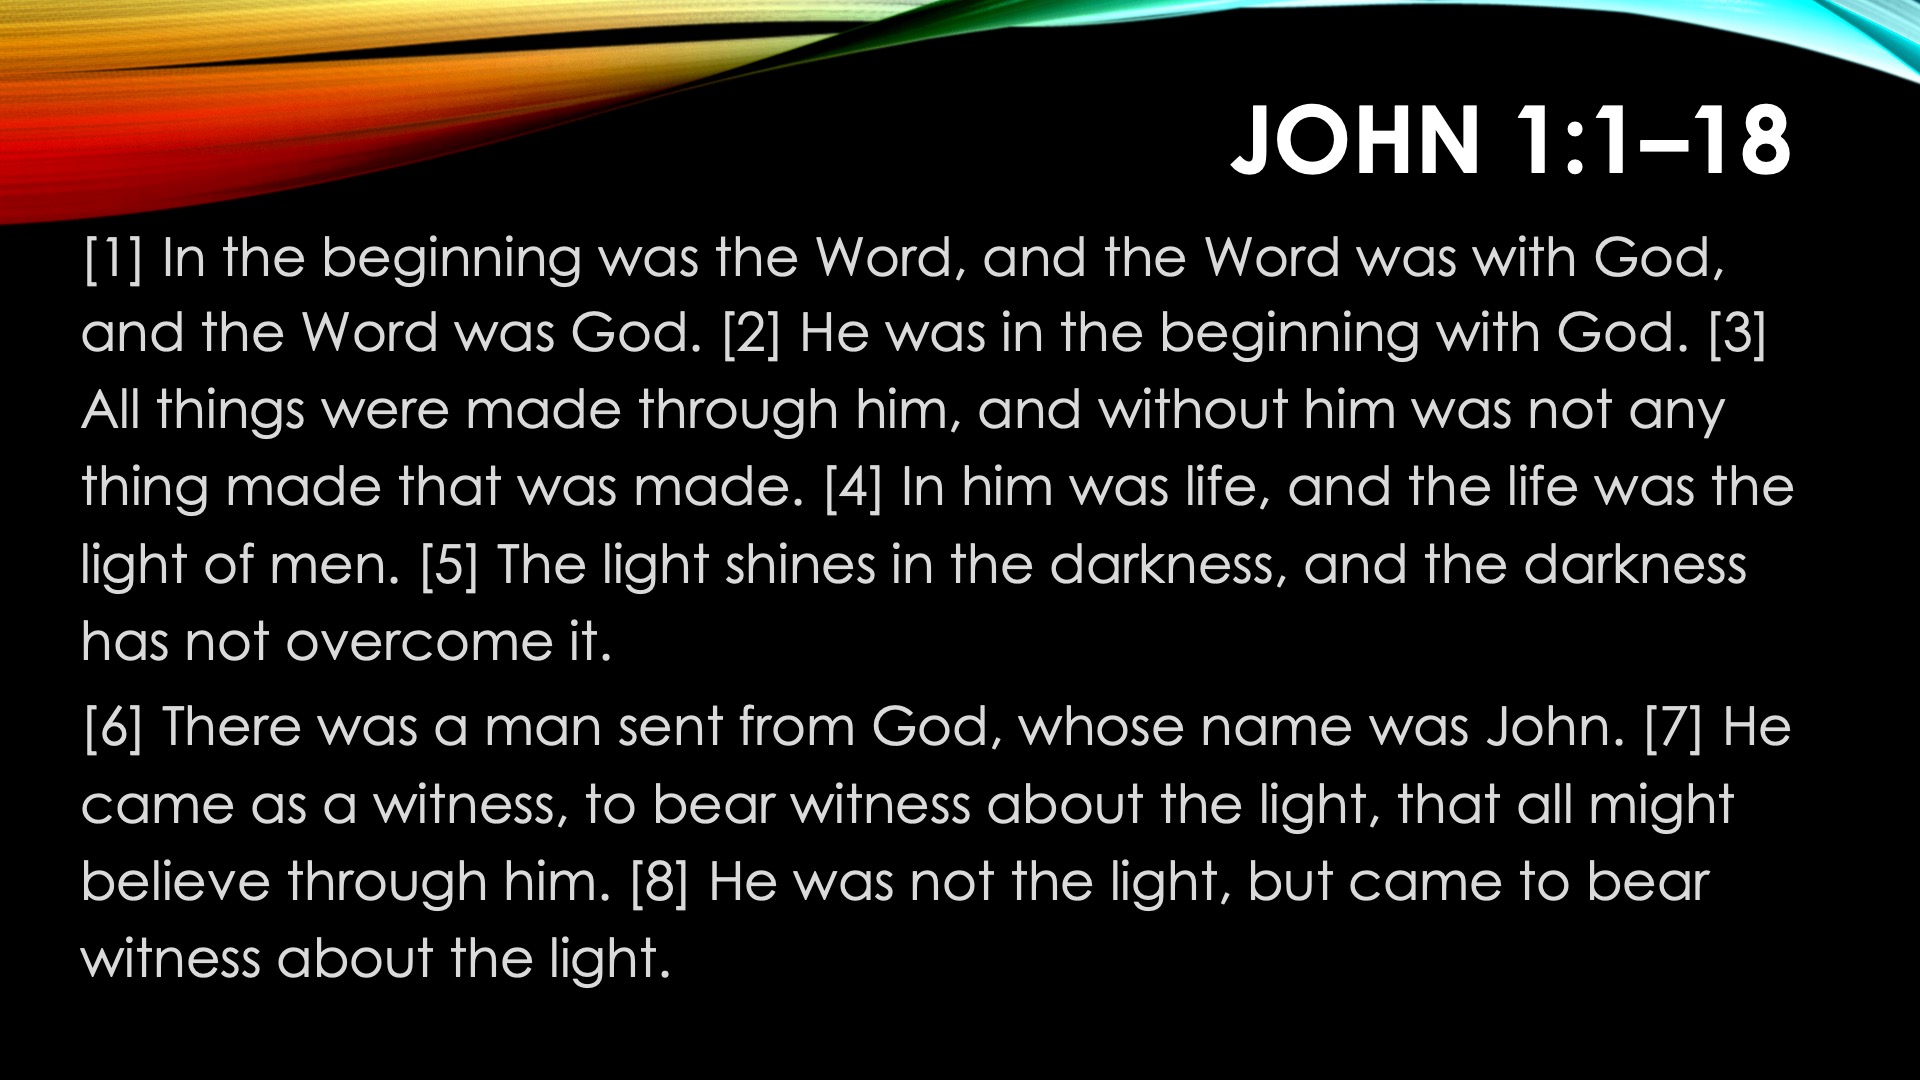 JOHN 1:1–18
[1] In the beginning was the Word, and the Word was with God,
and the Word was God. [2] He was in the beginning with God. [3]
All things were made through him, and without him was not any
thing made that was made. [4] In him was life, and the life was the
light of men. [5] The light shines in the darkness, and the darkness
has not overcome it.
[6] There was a man sent from God, whose name was John. [7] He
came as a witness, to bear witness about the light, that all might
believe through him. [8] He was not the light, but came to bear
witness about the light.